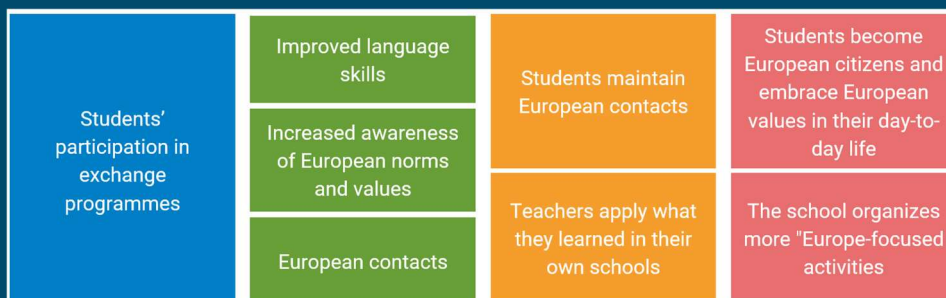 Students’
participation in
exchange
programmes
Improved language
skills
Increased awareness
of European norms
and values
European contacts
Students maintain
European contacts
Teachers apply what
they learned in their
own schools
Students become
European citizens and
embrace European
values in their day-to-
day life
The school organizes
more "Europe-focused
activities